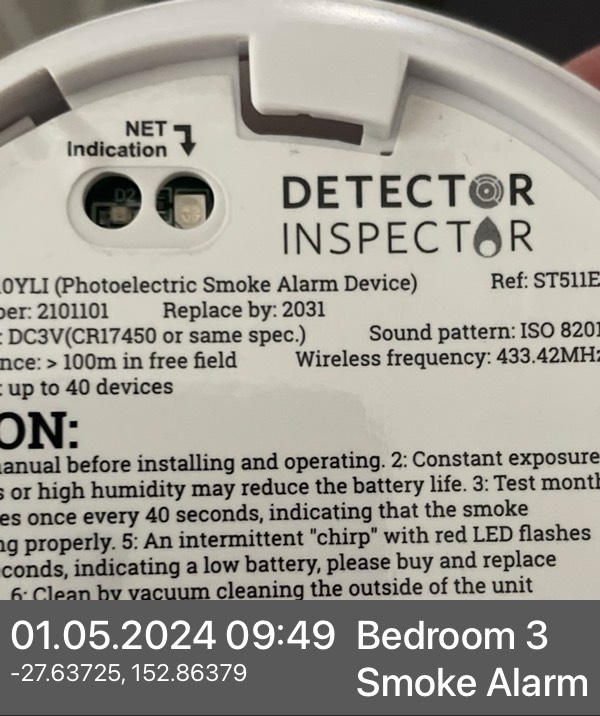 NET
Indication
D2
DETECTOR
INSPECTOR
0YLI (Photoelectric Smoke Alarm Device) Ref: ST511E
ber: 2101101 Replace by: 2031
: DC3V(CR17450 or same spec.) Sound pattern: ISO 8201
nce: > 100m in free field Wireless frequency: 433.42MHz
: up to 40 devices
ON:
anual before installing and operating. 2: Constant exposure
s or high humidity may reduce the battery life. 3: Test month
es once every 40 seconds, indicating that the smoke
ng properly. 5: An intermittent "chirp" with red LED flashes
conds, indicating a low battery, please buy and replace
6: Clean by vacuum cleaning the outside of the unit
01.05.2024 09:49 Bedroom 3
-27.63725, 152.86379 Smoke Alarm